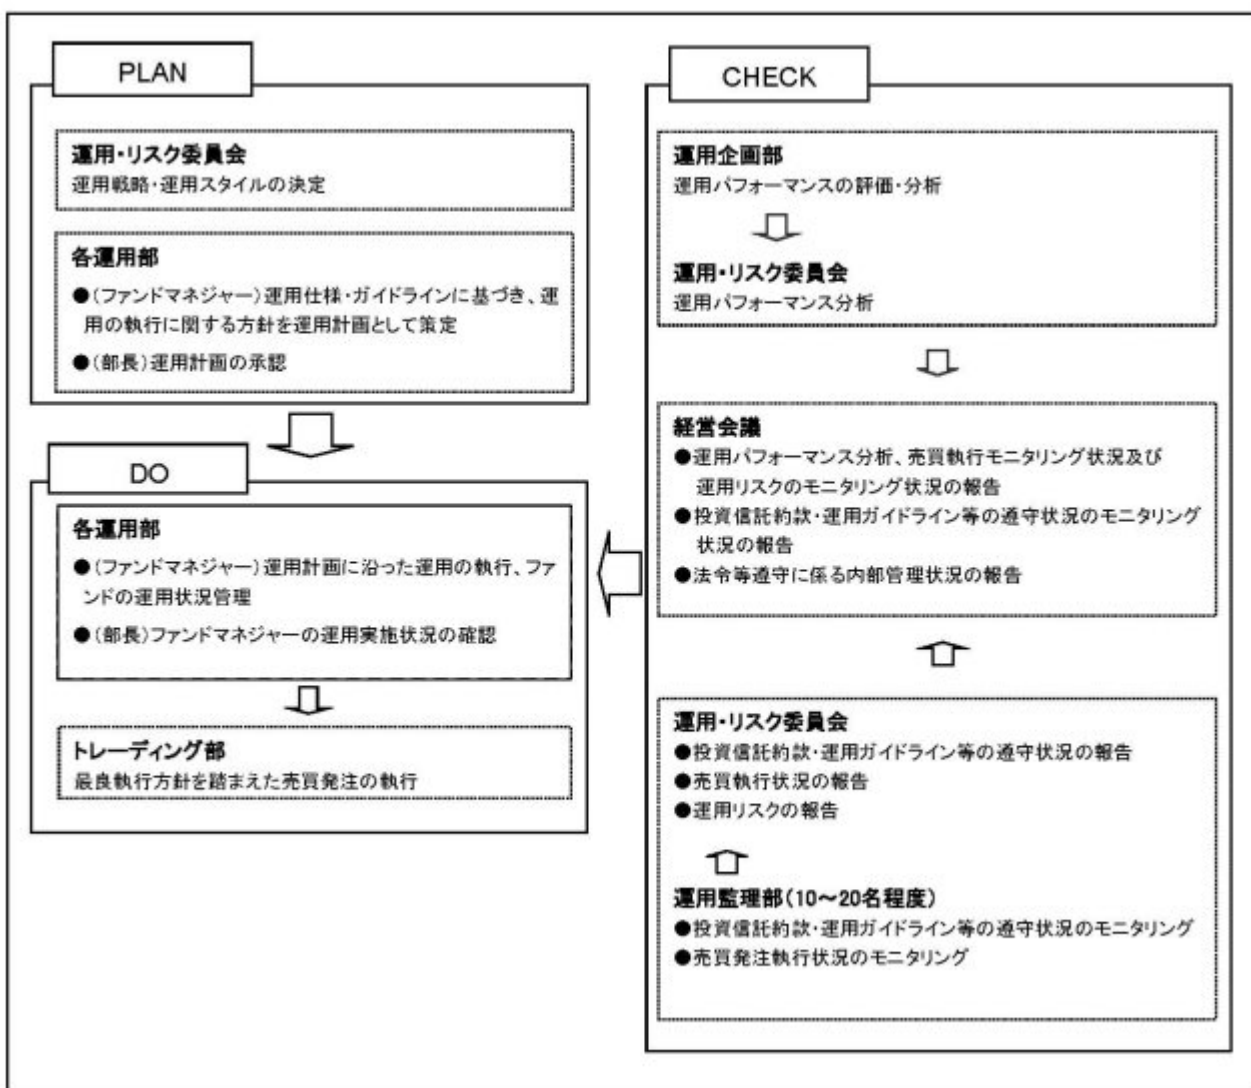 PLAN
運用・リスク委員会
運用戦略・運用スタイルの決定
各運用部
●(ファンドマネジャー)運用仕様・ガイドラインに基づき、運
用の執行に関する方針を運用計画として策定
●(部長)運用計画の承認
DO
各運用部
●(ファンドマネジャー)運用計画に沿った運用の執行、ファ
ンドの運用状況管理
●(部長)ファンドマネジャーの運用実施状況の確認
トレーディング部
最良執行方針を踏まえた売買発注の執行
CHECK
運用企画部
運用パフォーマンスの評価・分析
運用・リスク委員会
運用パフォーマンス分析
経営会議
●運用パフォーマンス分析、売買執行モニタリング状況及び
運用リスクのモニタリング状況の報告
●投資信託約款・運用ガイドライン等の遵守状況のモニタリング
状況の報告
●法令等遵守に係る内部管理状況の報告
運用・リスク委員会
●投資信託約款・運用ガイドライン等の遵守状況の報告
●売買執行状況の報告
●運用リスクの報告
運用監理部(10～20名程度)
●投資信託約款・運用ガイドライン等の遵守状況のモニタリング
●売買発注執行状況のモニタリング